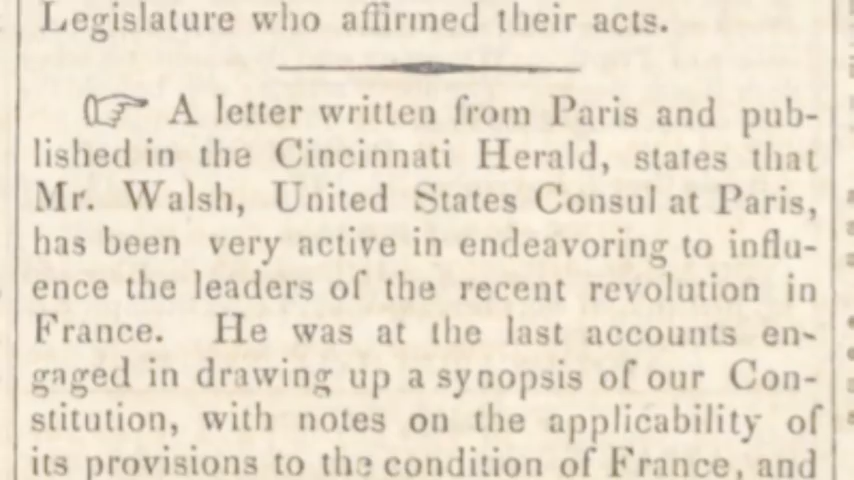 Legislature who affirmed their acts.
☞ A letter written from Paris and pub-
lished in the Cincinnati Herald, states that
Mr. Walsh, United States Consul at Paris,
has been very active in endeavoring to influ-
ence the leaders of the recent revolution in
France. He was at the last accounts en-
gaged in drawing up a synopsis of our Con-
stitution, with notes on the applicability of
its provisions to the condition of France, and